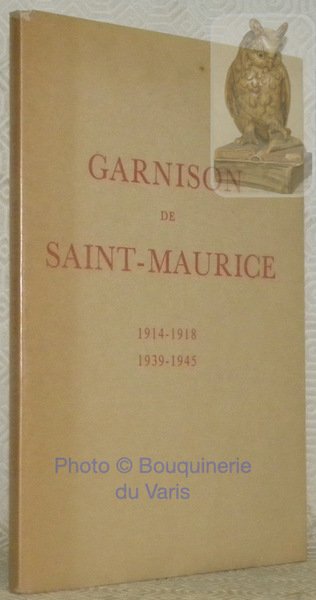 GARNISON
DE
SAINT-MAURICE
1914-1918
1939-1945
Photo © Bouquinerie
du Varis